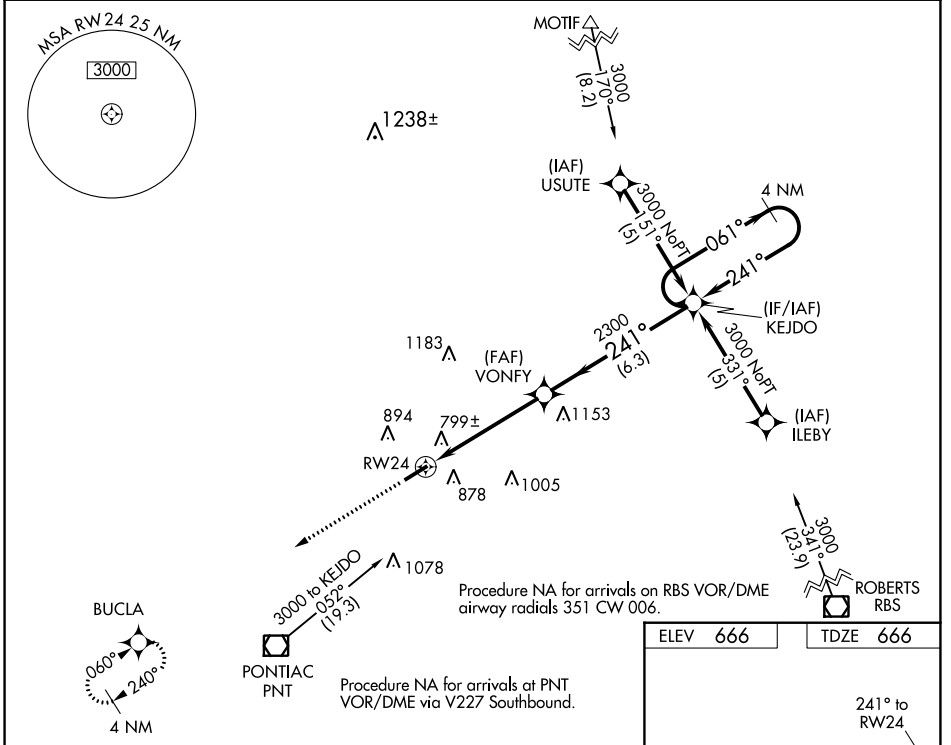 MSA RW 24 25 NM
3000
MOTIF
3000
170°
(8.2)
1238±
(IAF)
USUTE
3000 NoPT
151°
(5)
4 NM
061°
241°
(IF/IAF)
KEJDO
2300
241°
(6.3)
3000 NoPT
331°
(5)
1183
(FAF)
VONFY
1153
(IAF)
ILEBY
894
799±
RW24
878
1005
3000
341°
(23.9)
1078
3000 to KEJDO
052°
(19.3)
Procedure NA for arrivals on RBS VOR/DME
airway radials 351 CW 006.
ROBERTS
RBS
BUCLA
060°
240°
4 NM
PONTIAC
PNT
Procedure NA for arrivals at PNT
VOR/DME via V227 Southbound.
ELEV 666
TDZE 666
241° to
RW24